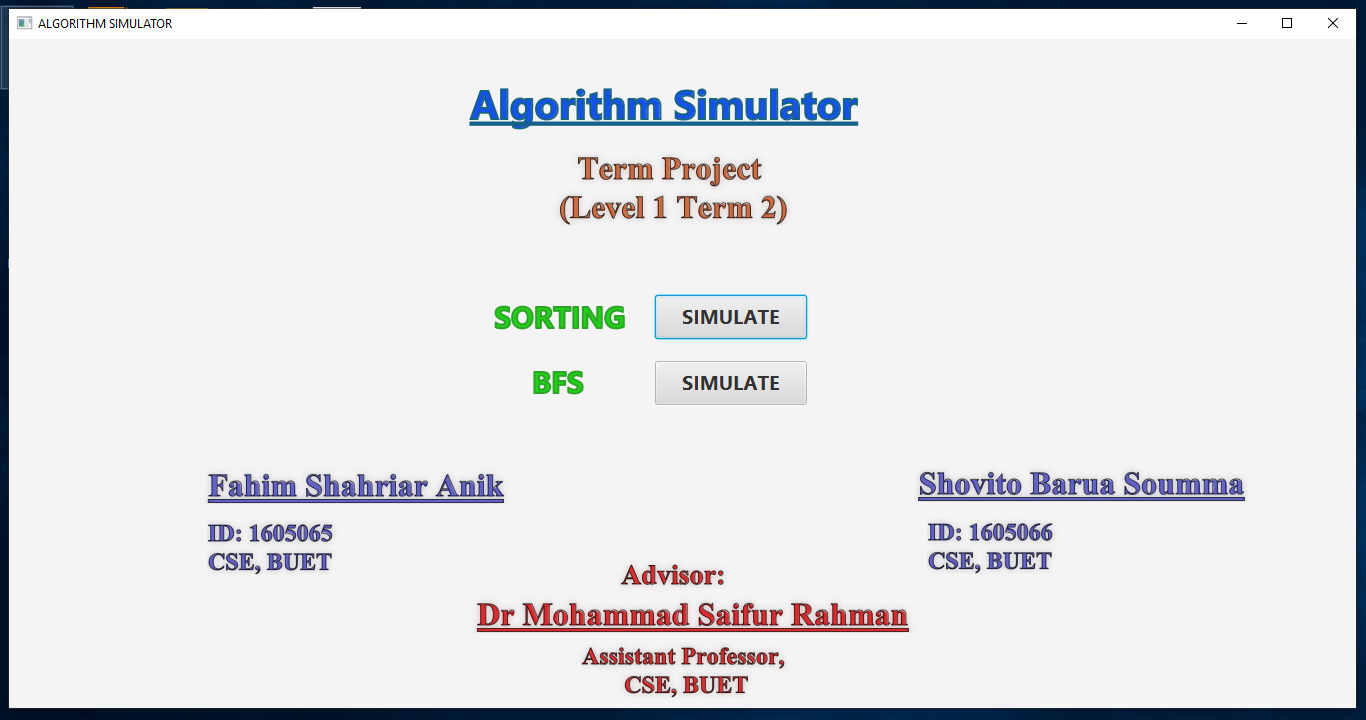 ALGORITHM SIMULATOR
Algorithm Simulator
Term Project
(Level 1 Term 2)
SORTING SIMULATE
BFS SIMULATE
Fahim Shahriar Anik
ID: 1605065
CSE, BUET
Shovito Barua Soumma
ID: 1605066
CSE, BUET
Advisor:
Dr Mohammad Saifur Rahman
Assistant Professor,
CSE, BUET